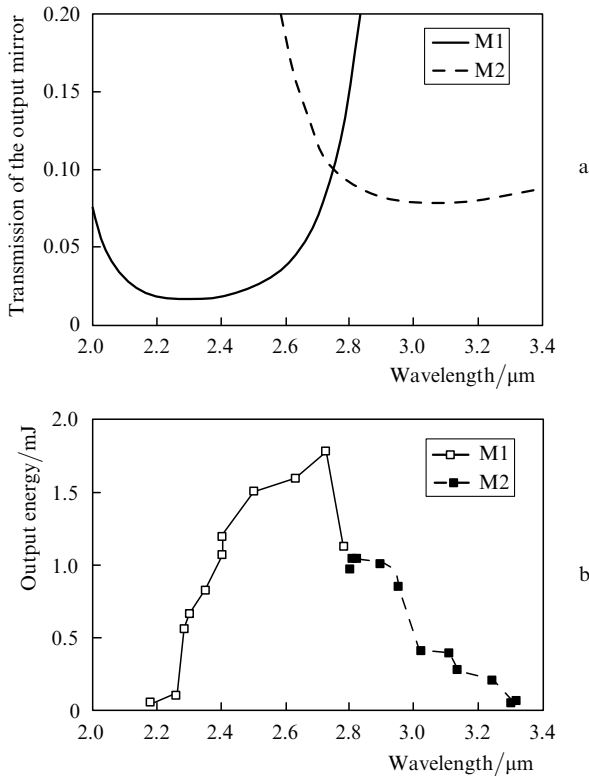 0.20
0.15
0.10
0.05
0
Transmission of the output mirror
M1
M2
a
2.0 2.2 2.4 2.6 2.8 3.0 3.2 3.4
Wavelength/μm
2.0
1.5
1.0
0.5
0
Output energy/mJ
M1
M2
b
2.0 2.2 2.4 2.6 2.8 3.0 3.2 3.4
Wavelength/μm